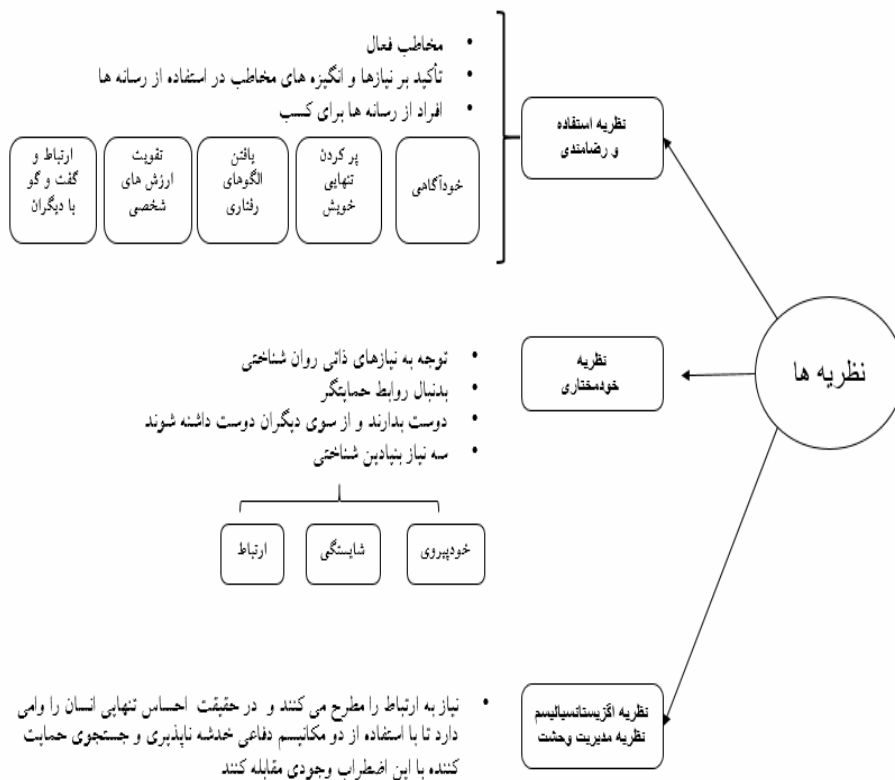 نظریه ها
نظریه استفاده
و رضامندی
• مخاطب فعال
• تأکید بر نیازها و انگیزه های مخاطب در استفاده از رسانه ها
• افراد از رسانه ها برای کسب
خودآگاهی
پر کردن
تنهایی
خویش
یافتن
الگوهای
رفتاری
تقویت
ارزش های
شخصی
ارتباط و
گفت و گو
با دیگران
نظریه
خودمختاری
• توجه به نیازهای ذاتی روان شناختی
• بدنبال روابط حمایتگر
• دوست بدارند و از سوی دیگران دوست داشته شوند
• سه نیاز بنیادین شناختی
خودپیروی
شایستگی
ارتباط
نظریه اگزیستانسیالیسم
نظریه مدیریت وحشت
• نیاز به ارتباط را مطرح می کنند و در حقیقت احساس تنهایی انسان را وامی
دارد تا با استفاده از دو مکانیسم دفاعی خدشه ناپذیری و جستجوی حمایت
کننده با این اضطراب وجودی مقابله کنند